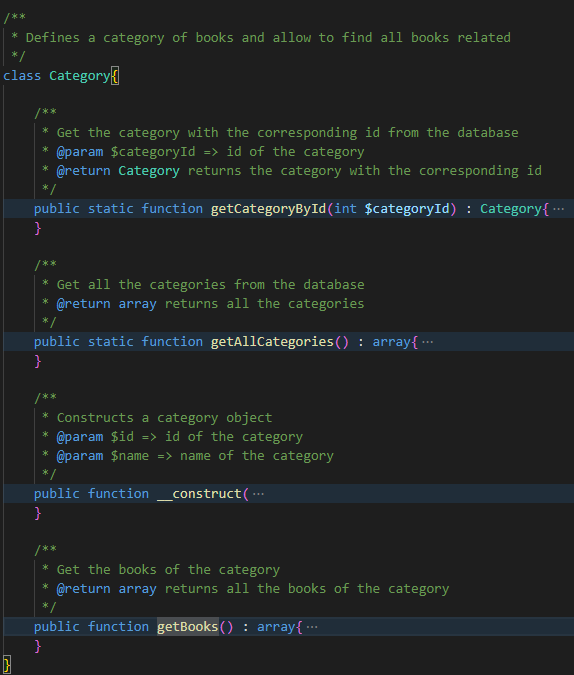 /**
 * Defines a category of books and allow to find all books related
 */
class Category{
    /**
     * Get the category with the corresponding id from the database
     * @param $categoryId => id of the category
     * @return Category returns the category with the corresponding id
     */
    public static function getCategoryById(int $categoryId) : Category{ ···
    }
    /**
     * Get all the categories from the database
     * @return array returns all the categories
     */
    public static function getAllCategories() : array{ ···
    }
    /**
     * Constructs a category object
     * @param $id => id of the category
     * @param $name => name of the category
     */
    public function __construct( ···
    }
    /**
     * Get the books of the category
     * @return array returns all the books of the category
     */
    public function getBooks() : array{ ···
    }
}